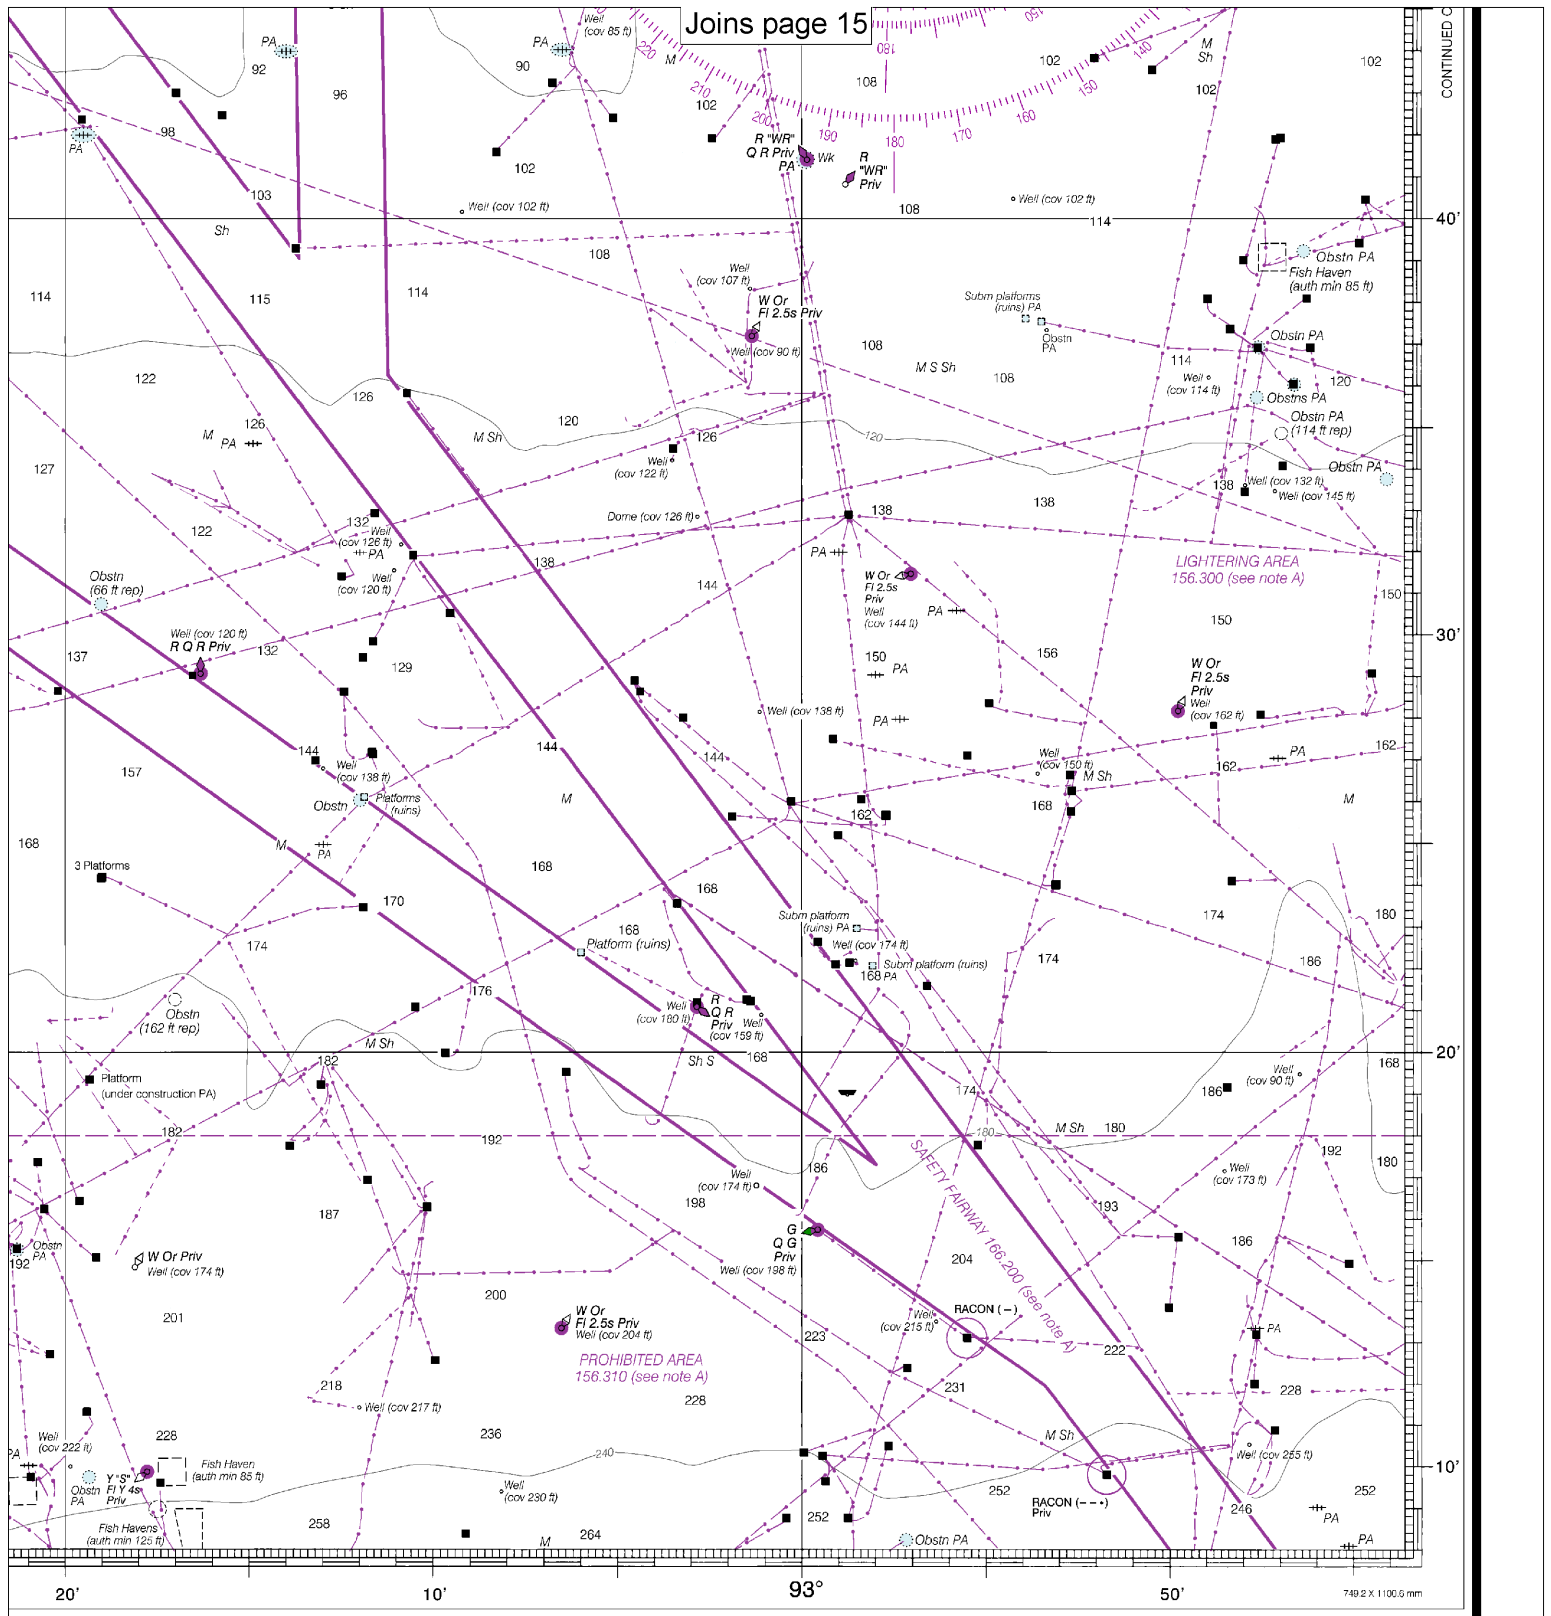 Joins page 15
CONTINUED O
Well
(cov 85 ft)
PA
PA
92
90
M
102
102
M
Sh
102
108
96
102
102
98
PA
220
210
200
190
180
170
160
150
140
150
180
R "WR"
Q R Priv
PA
Wk
R
"WR"
Priv
102
103
Well (cov 102 ft)
Well (cov 102 ft)
108
114
40'
Sh
108
Obstn PA
Fish Haven
(auth min 85 ft)
Well
(cov 107 ft)
114
115
114
W Or
Fl 2.5s Priv
Subm platforms
(ruins) PA
Obstn
PA
Obstn PA
Well (cov 90 ft)
108
M S Sh
108
114
Well
(cov 114 ft)
120
122
126
Obstns PA
Obstn PA
(114 ft rep)
126
M
PA
M Sh
120
126
120
127
Well
(cov 122 ft)
Obstn PA
138
Well (cov 132 ft)
Well (cov 145 ft)
122
132
Well
(cov 126 ft)
PA
Dome (cov 126 ft)
138
138
138
PA
LIGHTERING AREA
156.300 (see note A)
Obstn
(66 ft rep)
Well
(cov 120 ft)
144
W Or
Fl 2.5s
Priv
Well
(cov 144 ft)
PA
150
150
Well (cov 120 ft)
R Q R Priv
30'
137
132
129
150
PA
156
W Or
Fl 2.5s
Priv
Well
(cov 162 ft)
Well (cov 138 ft)
PA
144
144
144
157
Well
(cov 138 ft)
Well
(cov 150 ft)
M Sh
162
PA
162
Obstn
Platforms
(ruins)
M
162
168
M
168
M
PA
3 Platforms
168
168
170
Subm platform
(ruins) PA
174
180
168
174
Platform (ruins)
Well (cov 174 ft)
168
Subm platform (ruins)
PA
174
186
176
Obstn
(162 ft rep)
Well
(cov 180 ft)
R
Q R
Priv
Well
(cov 159 ft)
M Sh
182
Sh S
168
20'
168
Platform
(under construction PA)
174
186
Well
(cov 90 ft)
182
192
180
M Sh
180
192
180
186
Well
(cov 174 ft)
Well
(cov 173 ft)
SAFETY FAIRWAY 166.200 (see note A)
187
198
193
186
Obstn
PA
192
W Or Priv
Well (cov 174 ft)
G
Q G
Priv
Well (cov 198 ft)
204
200
201
W Or
Fl 2.5s Priv
Well (cov 204 ft)
RACON ( – )
Well
(cov 215 ft)
223
222
PA
PROHIBITED AREA
156.310 (see note A)
218
228
231
228
Well (cov 217 ft)
228
236
M Sh
Well
(cov 222 ft)
PA
Fish Haven
(auth min 85 ft)
240
Well (cov 255 ft)
10'
Obstn
PA
Y "S"
Fl Y 4s
Priv
Well
(cov 230 ft)
252
RACON ( – – • )
Priv
252
246
Fish Havens
(auth min 125 ft)
258
M
264
252
Obstn PA
PA
PA
20'
10'
93°
50'
749.2 X 1100.6 mm